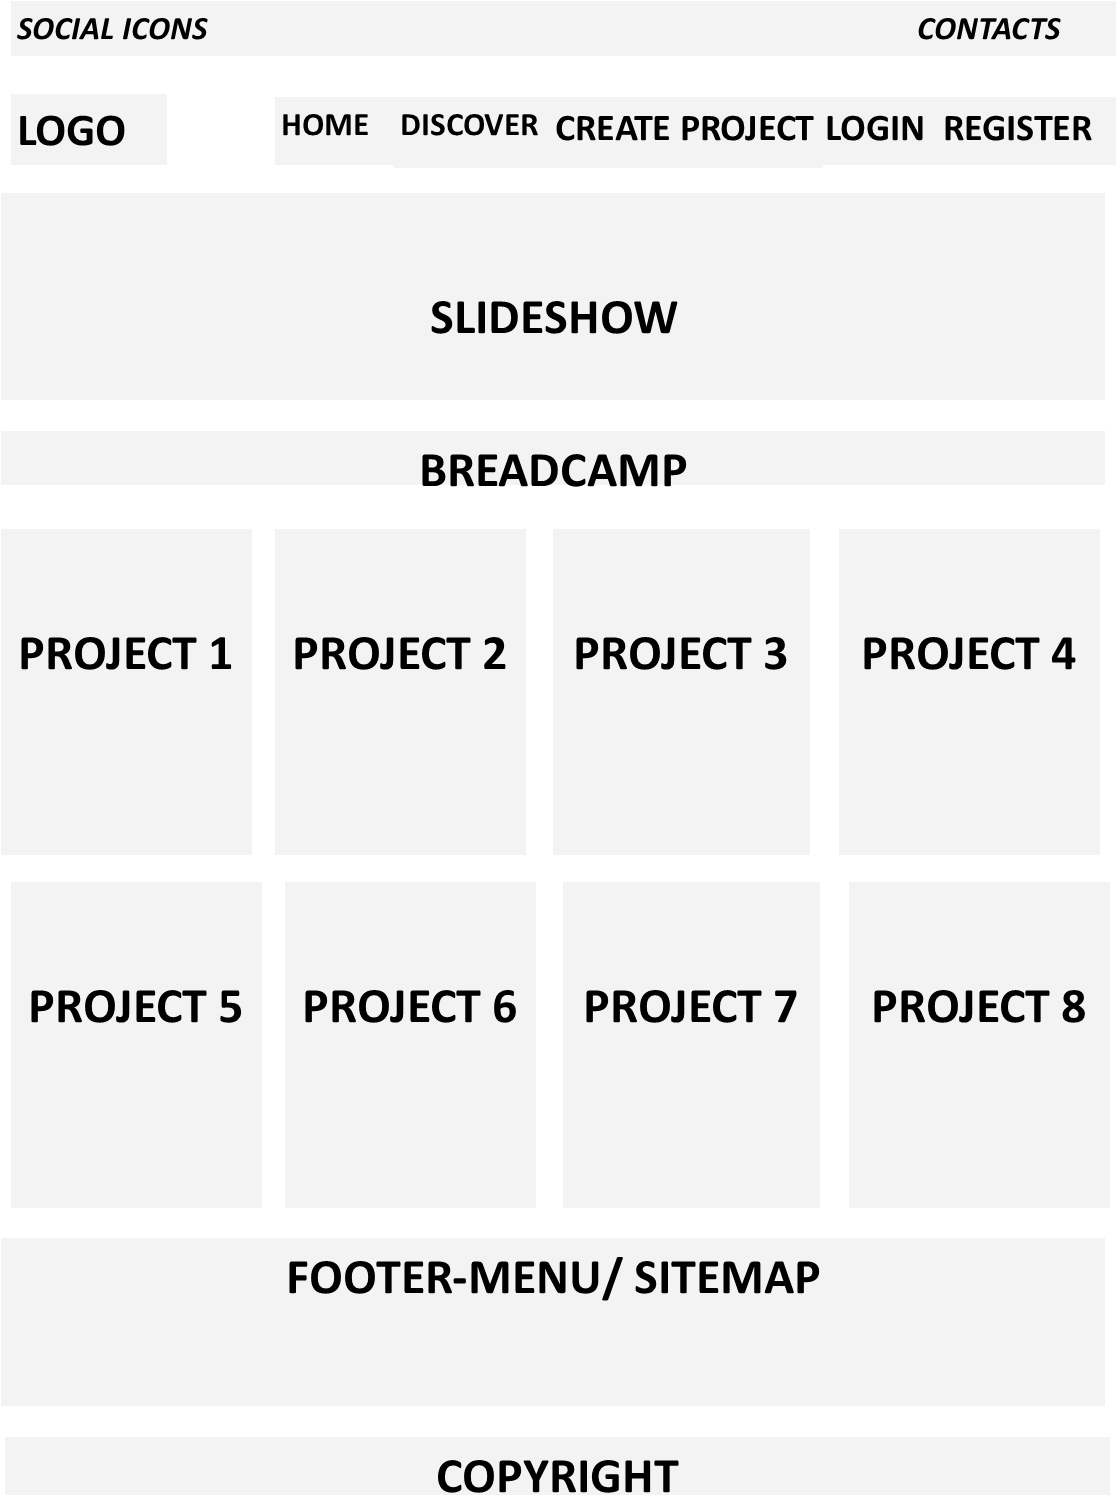 SOCIAL ICONS CONTACTS
LOGO HOME DISCOVER CREATE PROJECT LOGIN REGISTER
SLIDESHOW
BREADCAMP
PROJECT 1 PROJECT 2 PROJECT 3 PROJECT 4
PROJECT 5 PROJECT 6 PROJECT 7 PROJECT 8
FOOTER-MENU/ SITEMAP
COPYRIGHT